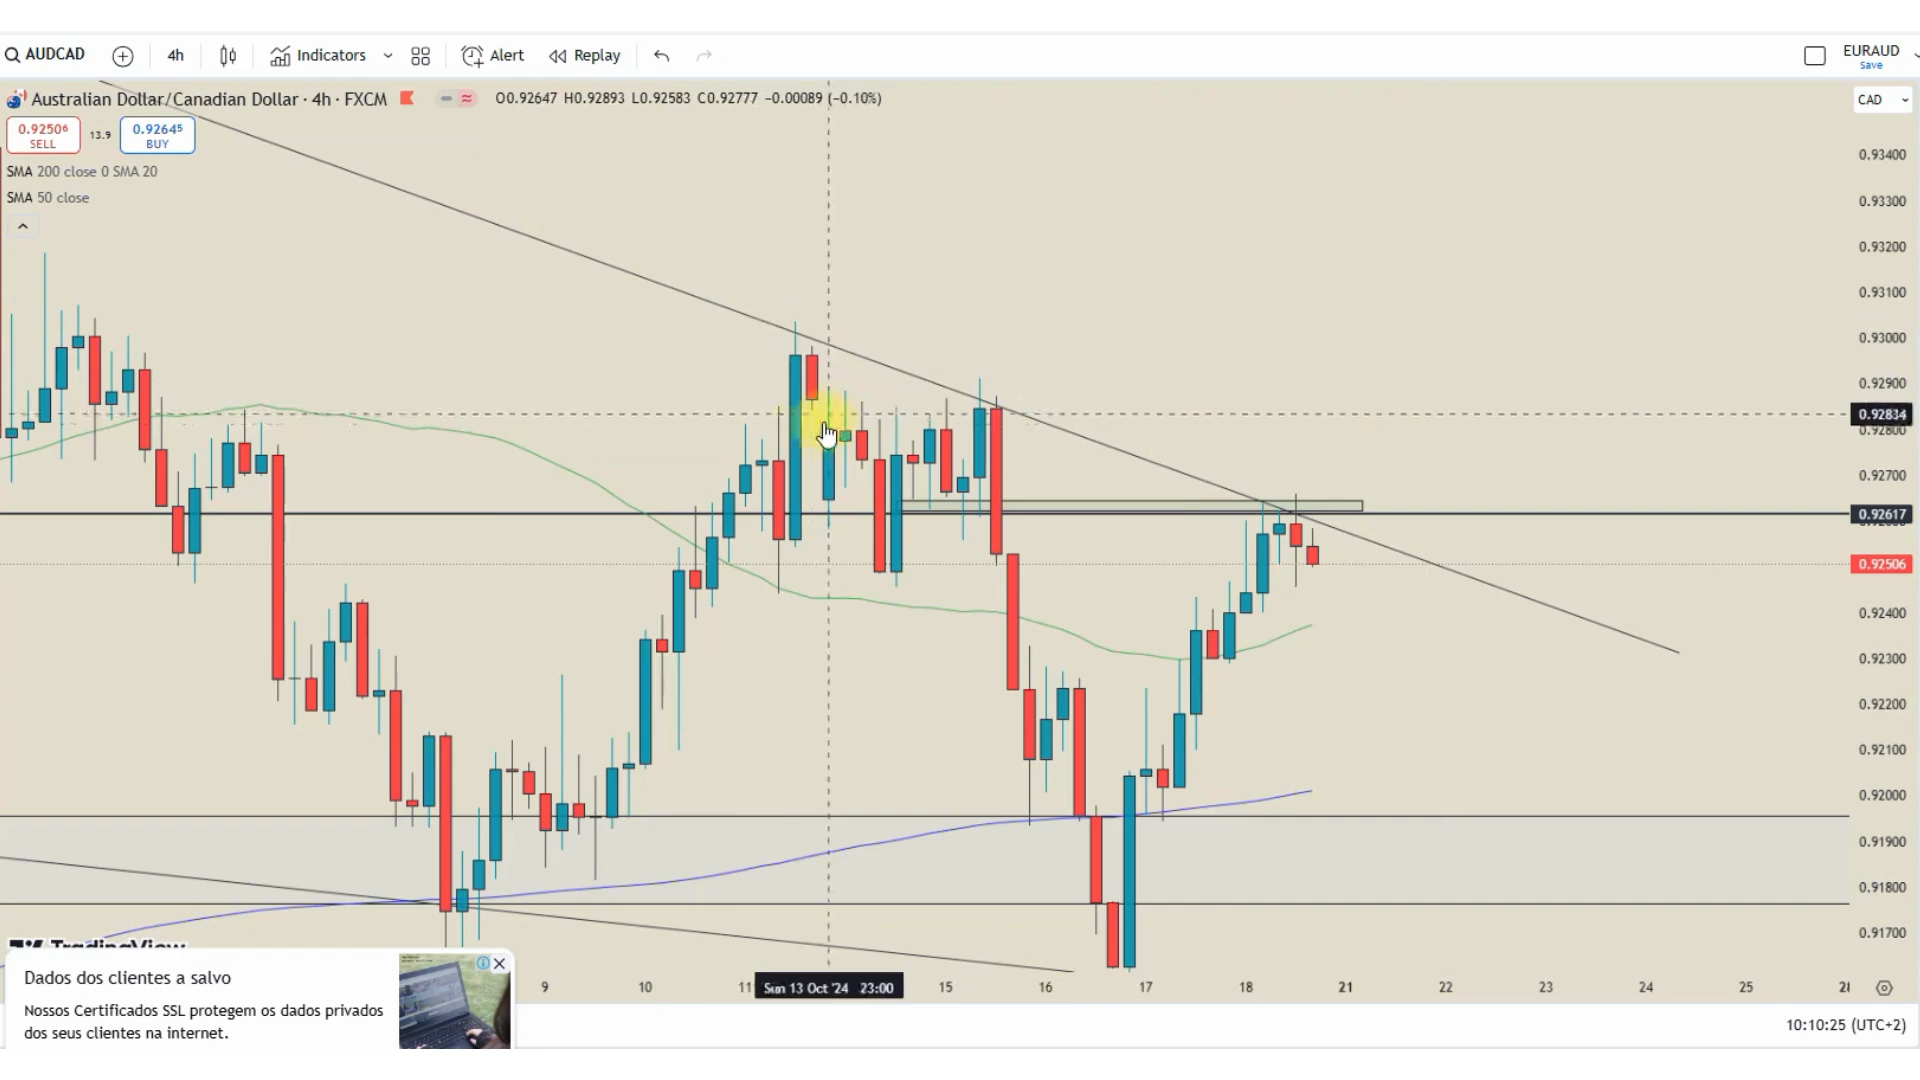 AUDCAD 4h Indicators Alert Replay EURAUD
Save
Australian Dollar/Canadian Dollar · 4h · FXCM O0.92647 H0.92893 L0.92583 C0.92777 −0.00089 (−0.10%) CAD
0.92506 13.9 0.92645
SELL BUY
SMA 200 close 0 SMA 20
SMA 50 close
0.93400
0.93300
0.93200
0.93100
0.93000
0.92900
0.92834
0.92800
0.92700
0.92617
0.92506
0.92400
0.92300
0.92200
0.92100
0.92000
0.91900
0.91800
0.91700
TradingView
9 10 11 Sun 13 Oct '24 23:00 15 16 17 18 21 22 23 24 25
Dados dos clientes a salvo
Nossos Certificados SSL protegem os dados privados
dos seus clientes na internet.
10:10:25 (UTC+2)